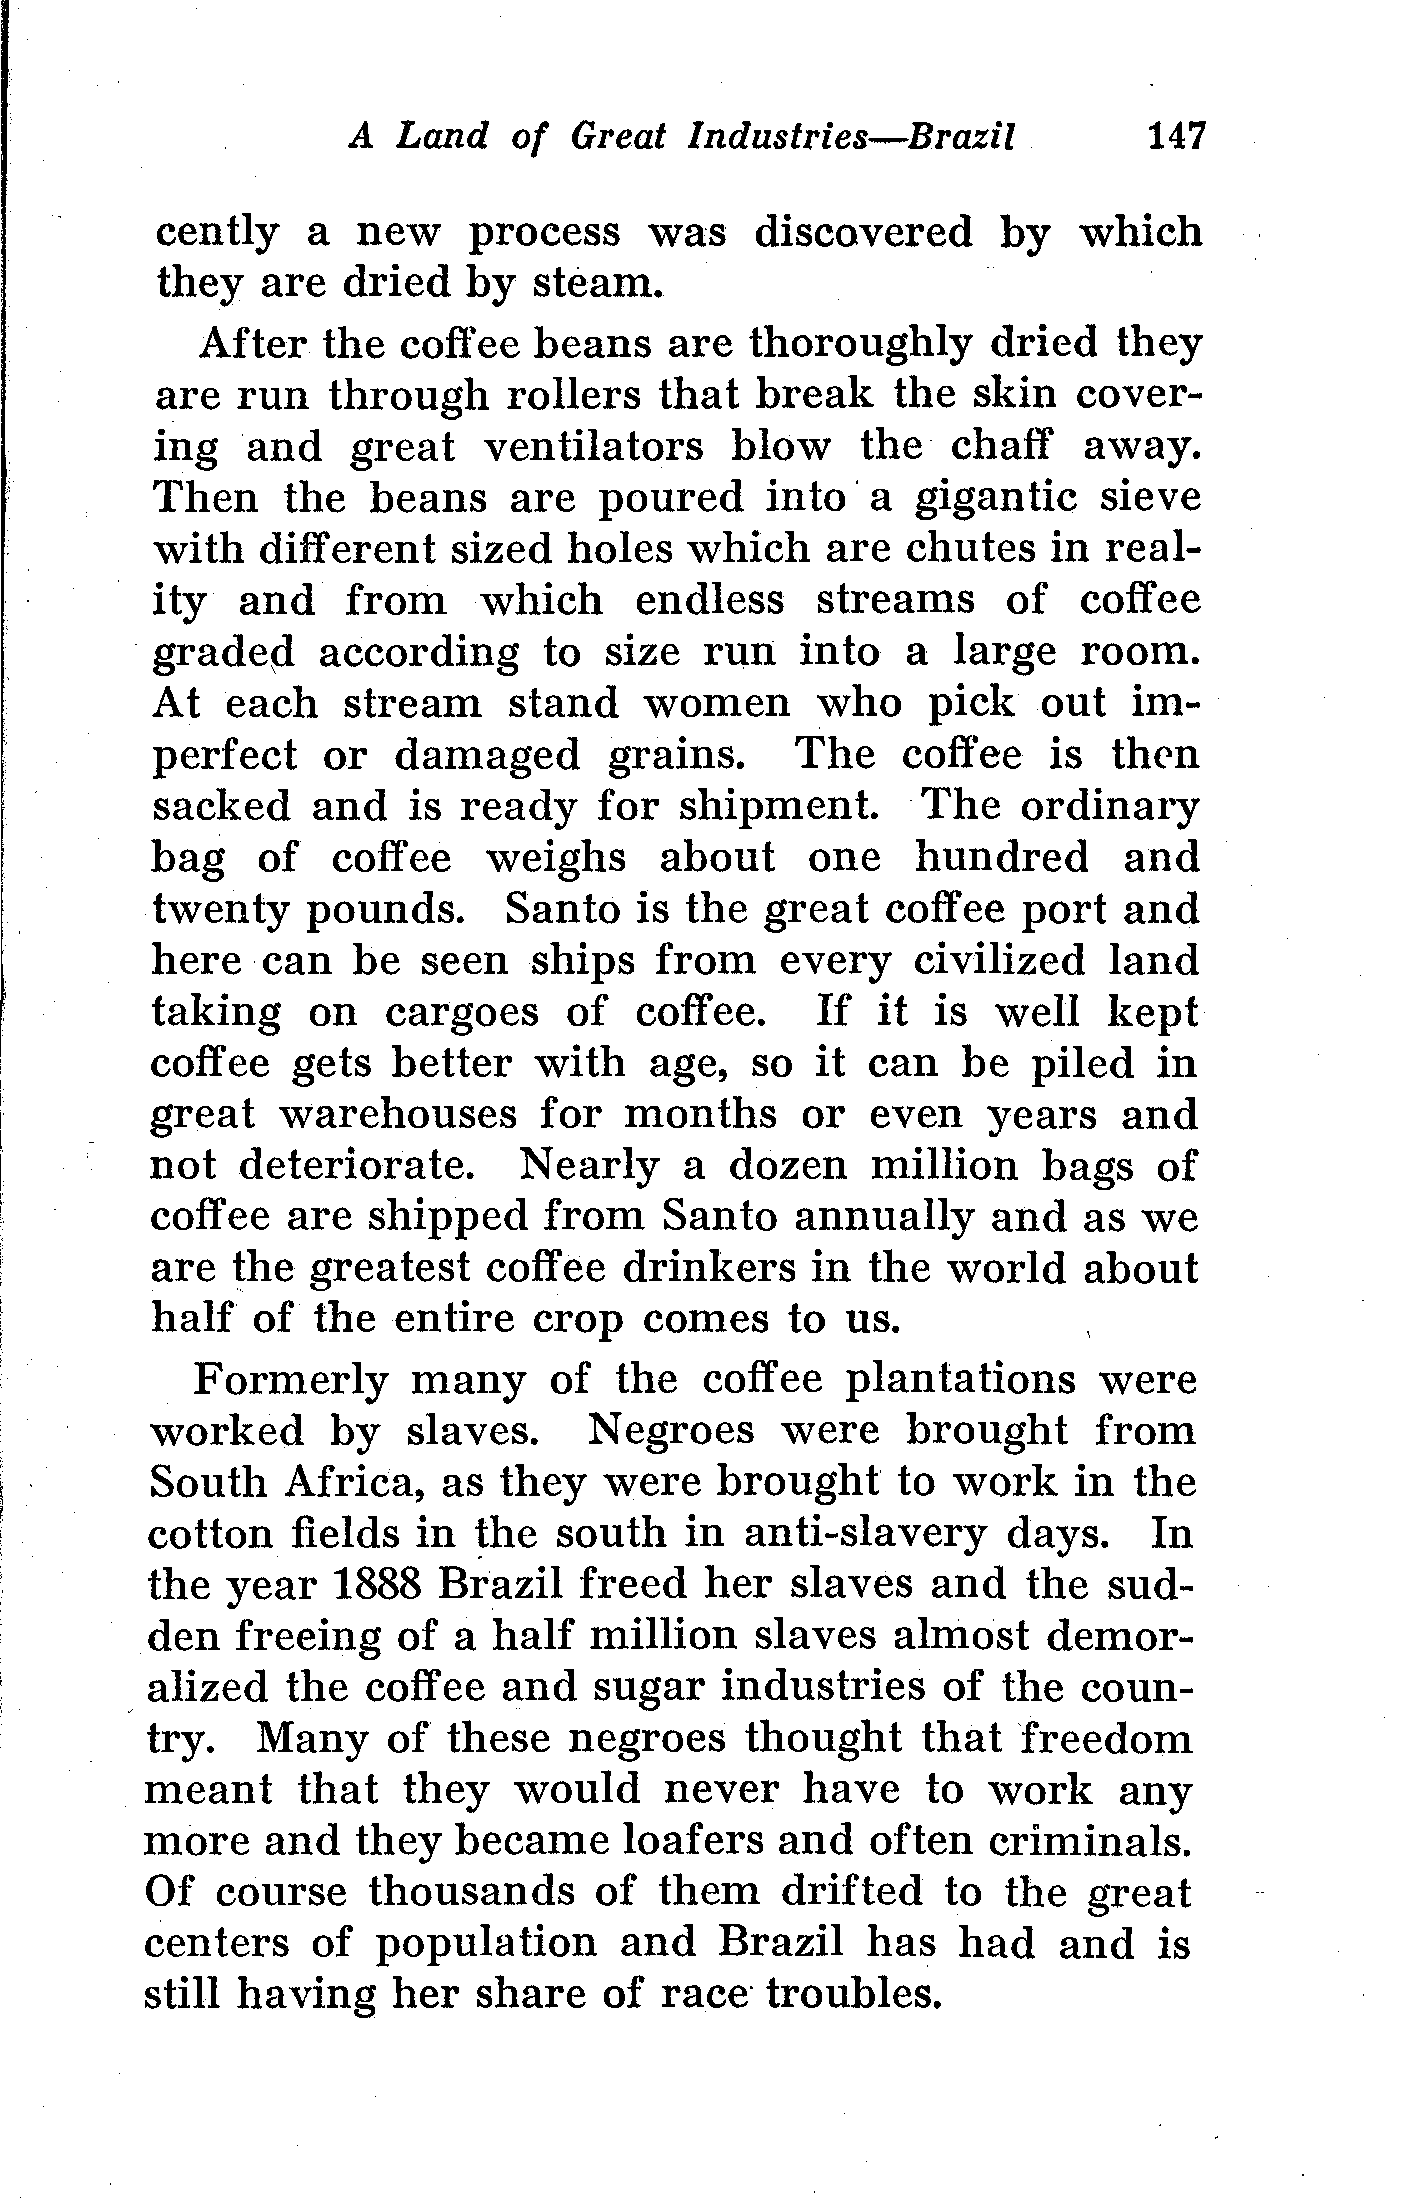 A Land of Great Industries—Brazil 147
cently a new process was discovered by which
they are dried by steam.
After the coffee beans are thoroughly dried they
are run through rollers that break the skin cover-
ing and great ventilators blow the chaff away.
Then the beans are poured into a gigantic sieve
with different sized holes which are chutes in real-
ity and from which endless streams of coffee
graded according to size run into a large room.
At each stream stand women who pick out im-
perfect or damaged grains. The coffee is then
sacked and is ready for shipment. The ordinary
bag of coffee weighs about one hundred and
twenty pounds. Santo is the great coffee port and
here can be seen ships from every civilized land
taking on cargoes of coffee. If it is well kept
coffee gets better with age, so it can be piled in
great warehouses for months or even years and
not deteriorate. Nearly a dozen million bags of
coffee are shipped from Santo annually and as we
are the greatest coffee drinkers in the world about
half of the entire crop comes to us.
Formerly many of the coffee plantations were
worked by slaves. Negroes were brought from
South Africa, as they were brought to work in the
cotton fields in the south in anti-slavery days. In
the year 1888 Brazil freed her slaves and the sud-
den freeing of a half million slaves almost demor-
alized the coffee and sugar industries of the coun-
try. Many of these negroes thought that freedom
meant that they would never have to work any
more and they became loafers and often criminals.
Of course thousands of them drifted to the great
centers of population and Brazil has had and is
still having her share of race troubles.